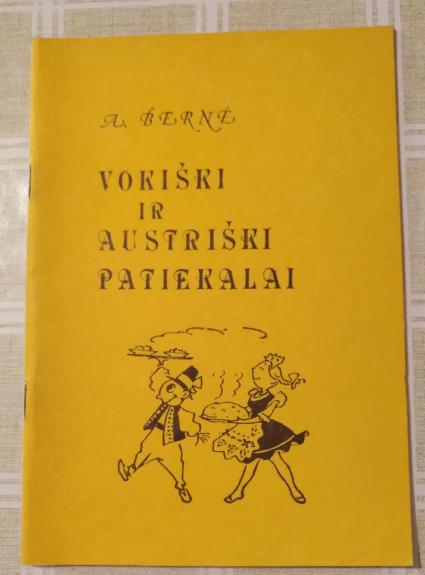 A. BERNĖ
VOKIŠKI
IR
AUSTRIŠKI
PATIEKALAI